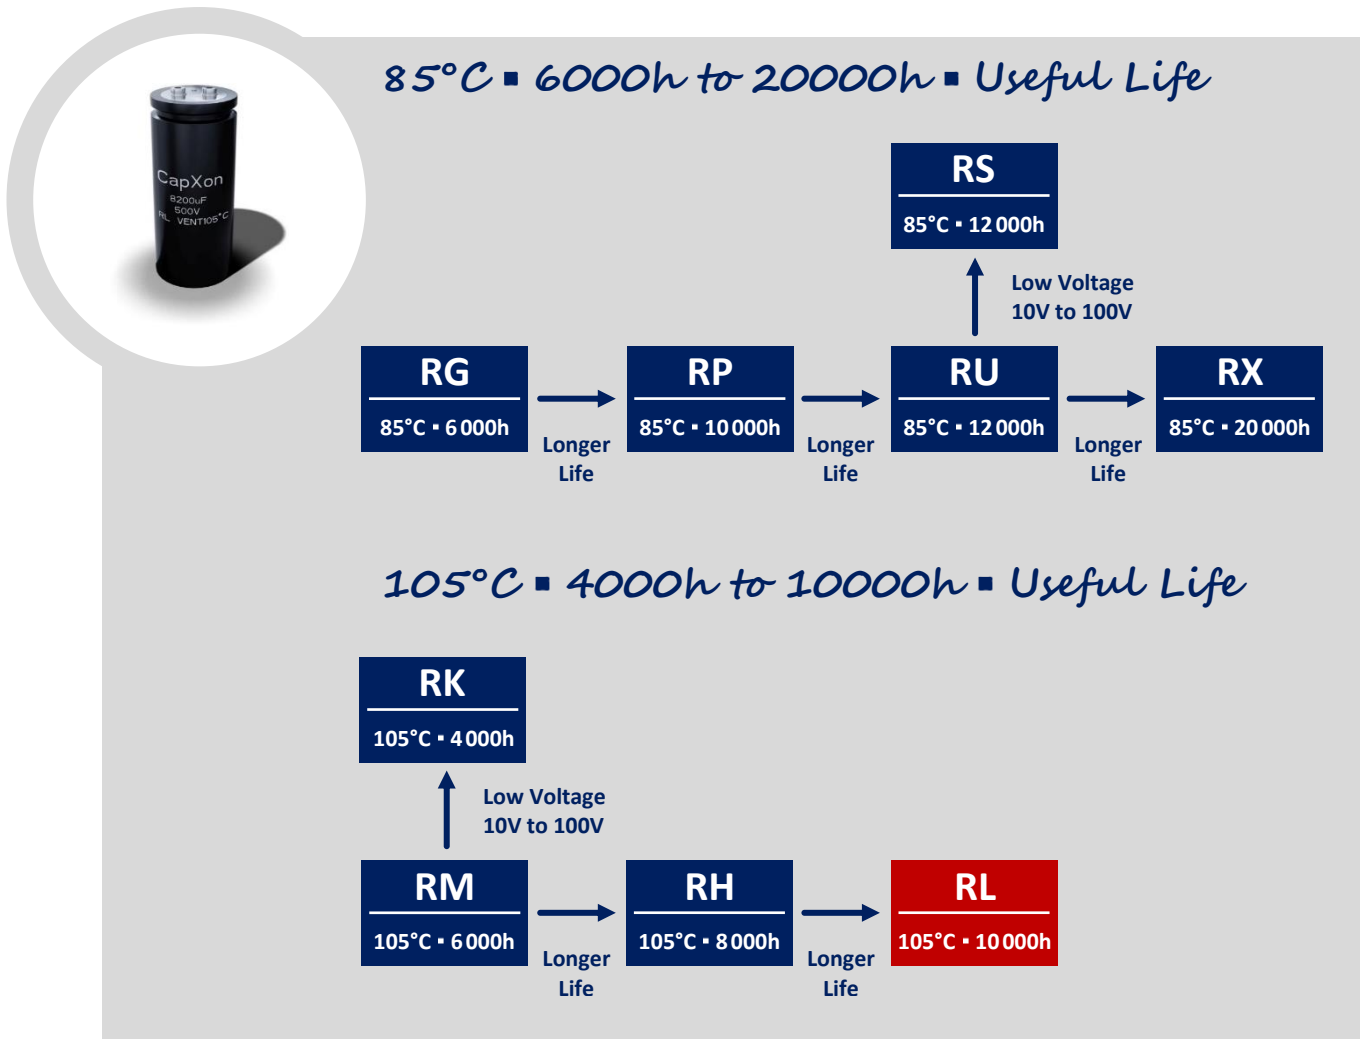 85°C ▪ 6000h to 20000h ▪ Useful Life
CapXon
8200uF
500V
RL VENT105°C
RS
85°C ▪ 12 000h
Low Voltage
10V to 100V
RG
85°C ▪ 6 000h
Longer
Life
RP
85°C ▪ 10 000h
Longer
Life
RU
85°C ▪ 12 000h
Longer
Life
RX
85°C ▪ 20 000h
105°C ▪ 4000h to 10000h ▪ Useful Life
RK
105°C ▪ 4 000h
Low Voltage
10V to 100V
RM
105°C ▪ 6 000h
Longer
Life
RH
105°C ▪ 8 000h
Longer
Life
RL
105°C ▪ 10 000h